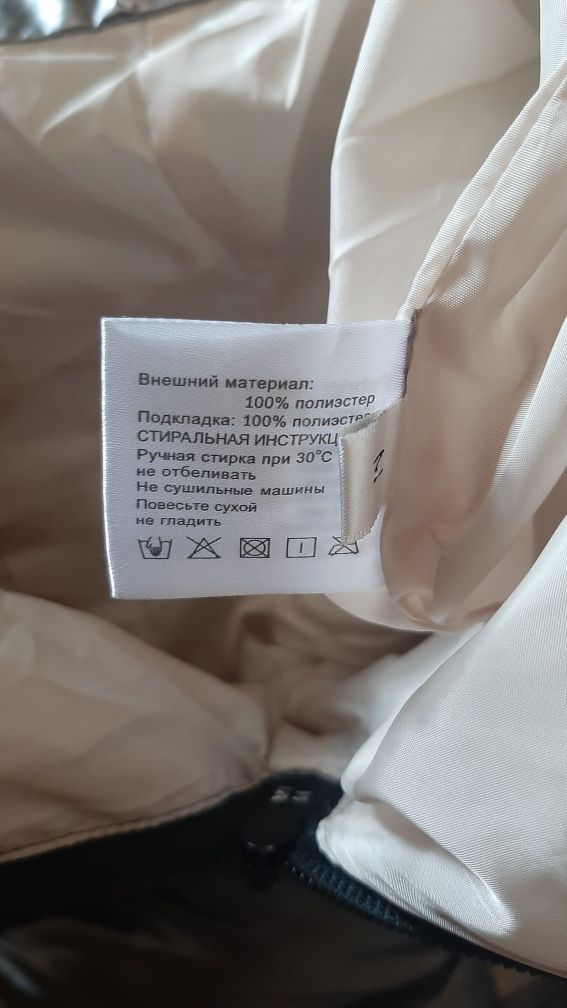 Внешний материал:
100% полиэстер
Подкладка: 100% полиэстер
СТИРАЛЬНАЯ ИНСТРУКЦ
Ручная стирка при 30°C
не отбеливать
Не сушильные машины
Повесьте сухой
не гладить